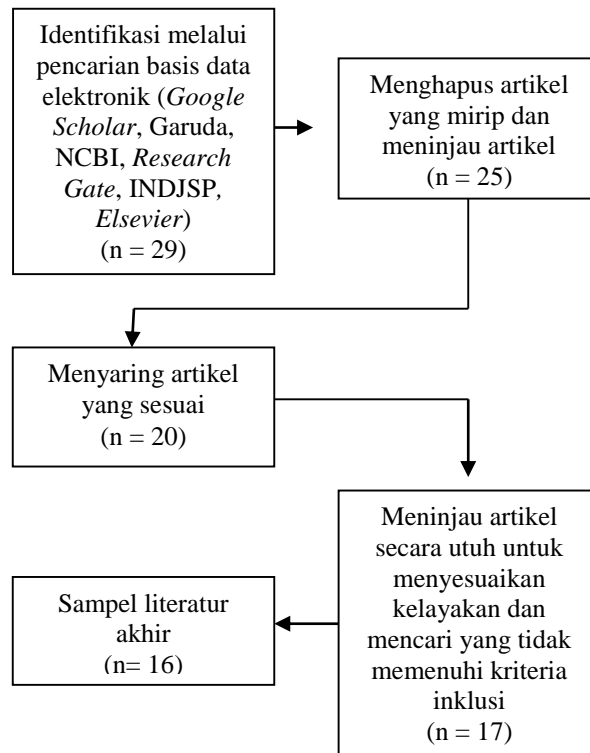 Identifikasi melalui
pencarian basis data
elektronik (Google
Scholar, Garuda,
NCBI, Research
Gate, INDJSP,
Elsevier)
(n = 29)
Menghapus artikel
yang mirip dan
meninjau artikel
(n = 25)
Menyaring artikel
yang sesuai
(n = 20)
Meninjau artikel
secara utuh untuk
menyesuaikan
kelayakan dan
mencari yang tidak
memenuhi kriteria
inklusi
(n = 17)
Sampel literatur
akhir
(n= 16)